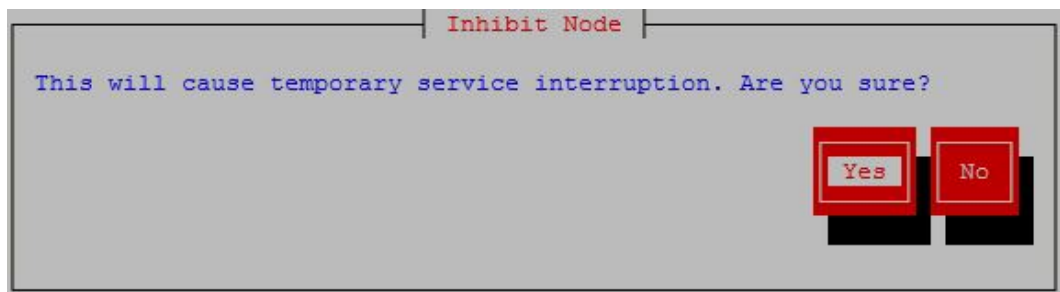 Inhibit Node
This will cause temporary service interruption. Are you sure?
Yes No